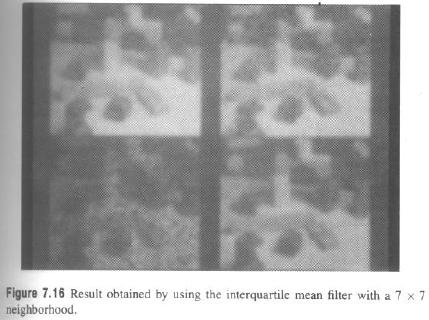 Figure 7.16 Result obtained by using the interquartile mean filter with a 7 × 7
neighborhood.